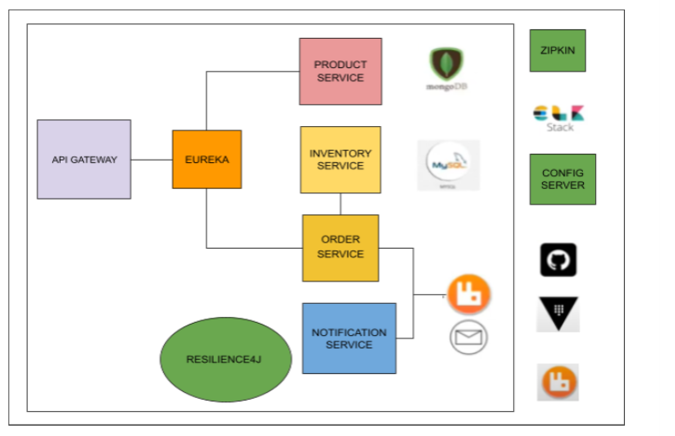 PRODUCT
SERVICE
mongoDB
ZIPKIN
ELK
Stack
API GATEWAY
EUREKA
INVENTORY
SERVICE
MySQL
CONFIG
SERVER
ORDER
SERVICE
NOTIFICATION
SERVICE
RESILIENCE4J